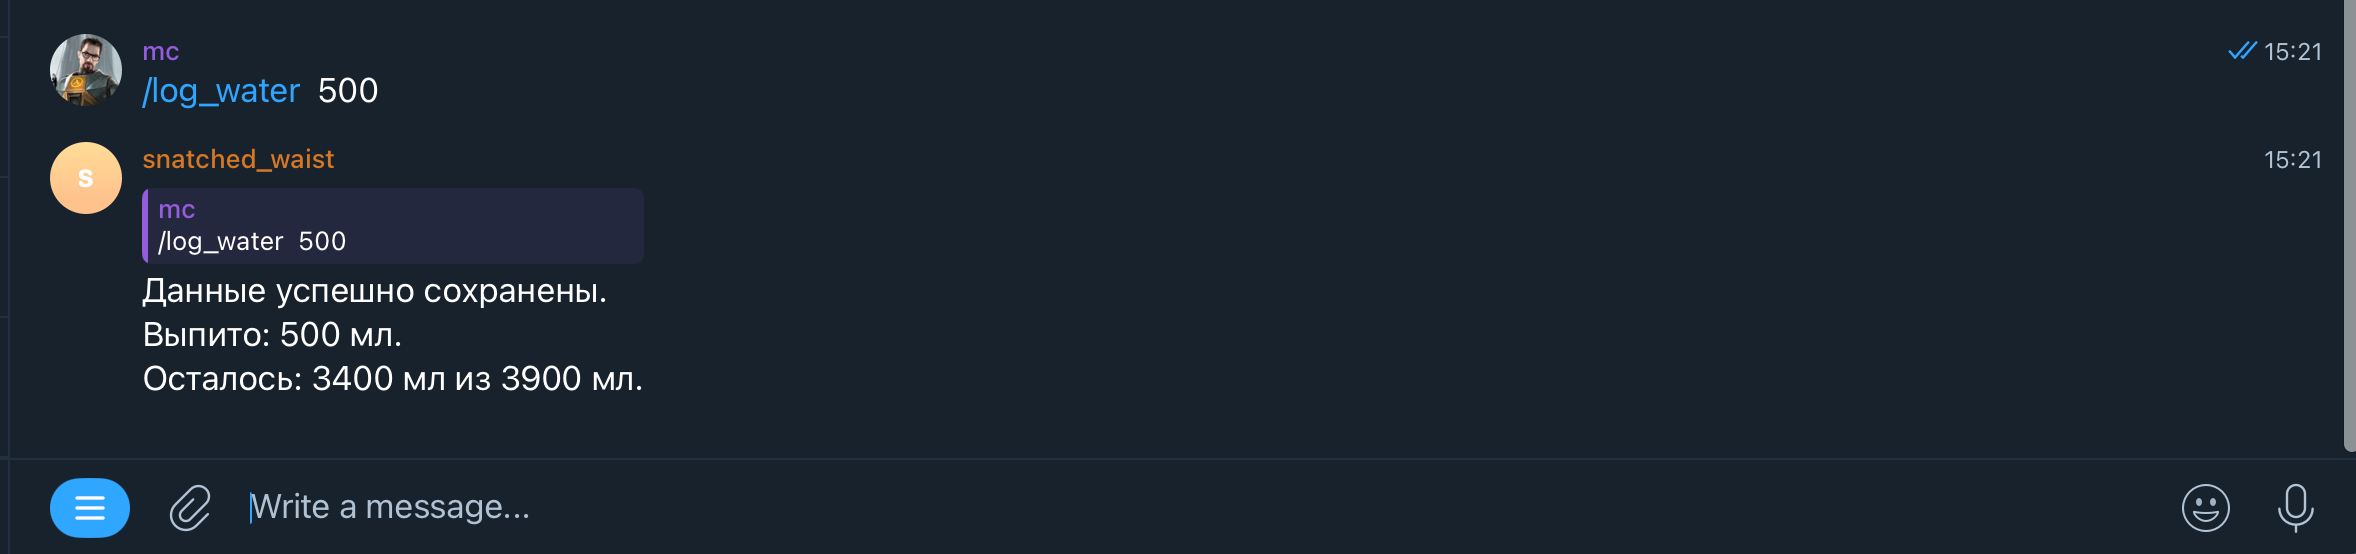 mc
15:21
/log_water 500
S
snatched_waist
15:21
mc
/log_water 500
Данные успешно сохранены.
Выпито: 500 мл.
Осталось: 3400 мл из 3900 мл.
Write a message...